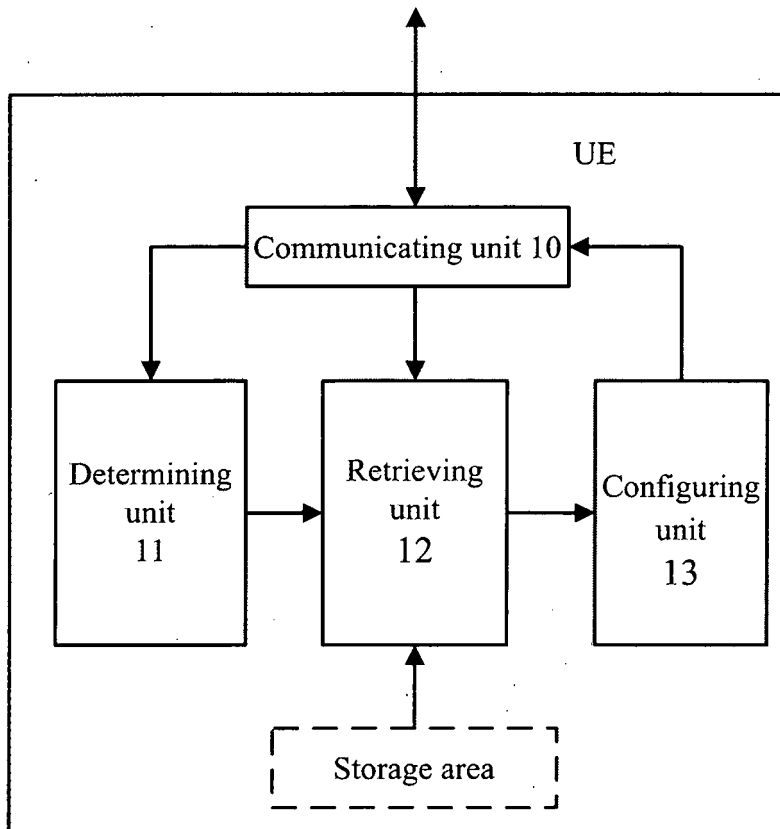 UE
Communicating unit 10
Determining
unit
11
Retrieving
unit
12
Configuring
unit
13
Storage area